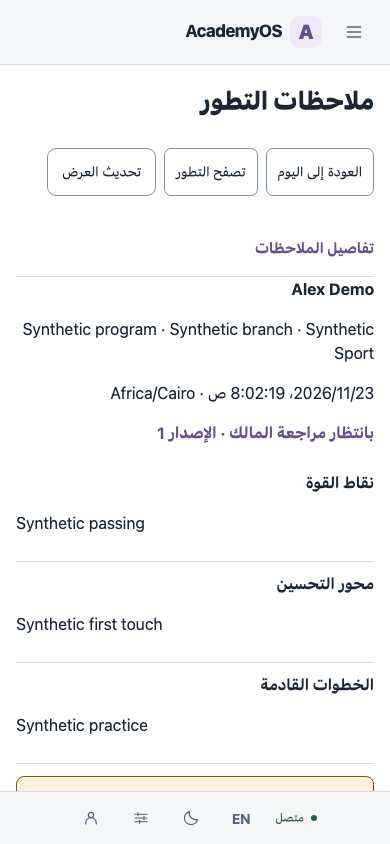 A AcademyOS
ملاحظات التطور
العودة إلى اليوم
تصفح التطور
تحديث العرض
تفاصيل الملاحظات
Alex Demo
Synthetic program · Synthetic branch · Synthetic
Sport
2026/11/23، 8:02:19 ص · Africa/Cairo
بانتظار مراجعة المالك · الإصدار 1
نقاط القوة
Synthetic passing
محور التحسين
Synthetic first touch
الخطوات القادمة
Synthetic practice
متصل
EN